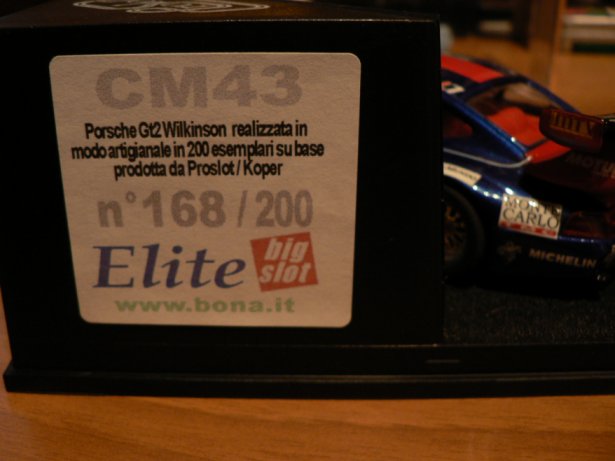 CM43
Porsche Gt2 Wilkinson realizzata in
modo artigianale in 200 esemplari su base
prodotta da Proslot / Koper
n°168 / 200
Elite
big
slot
www.bona.it
MONTE
CARLO
MICHELIN